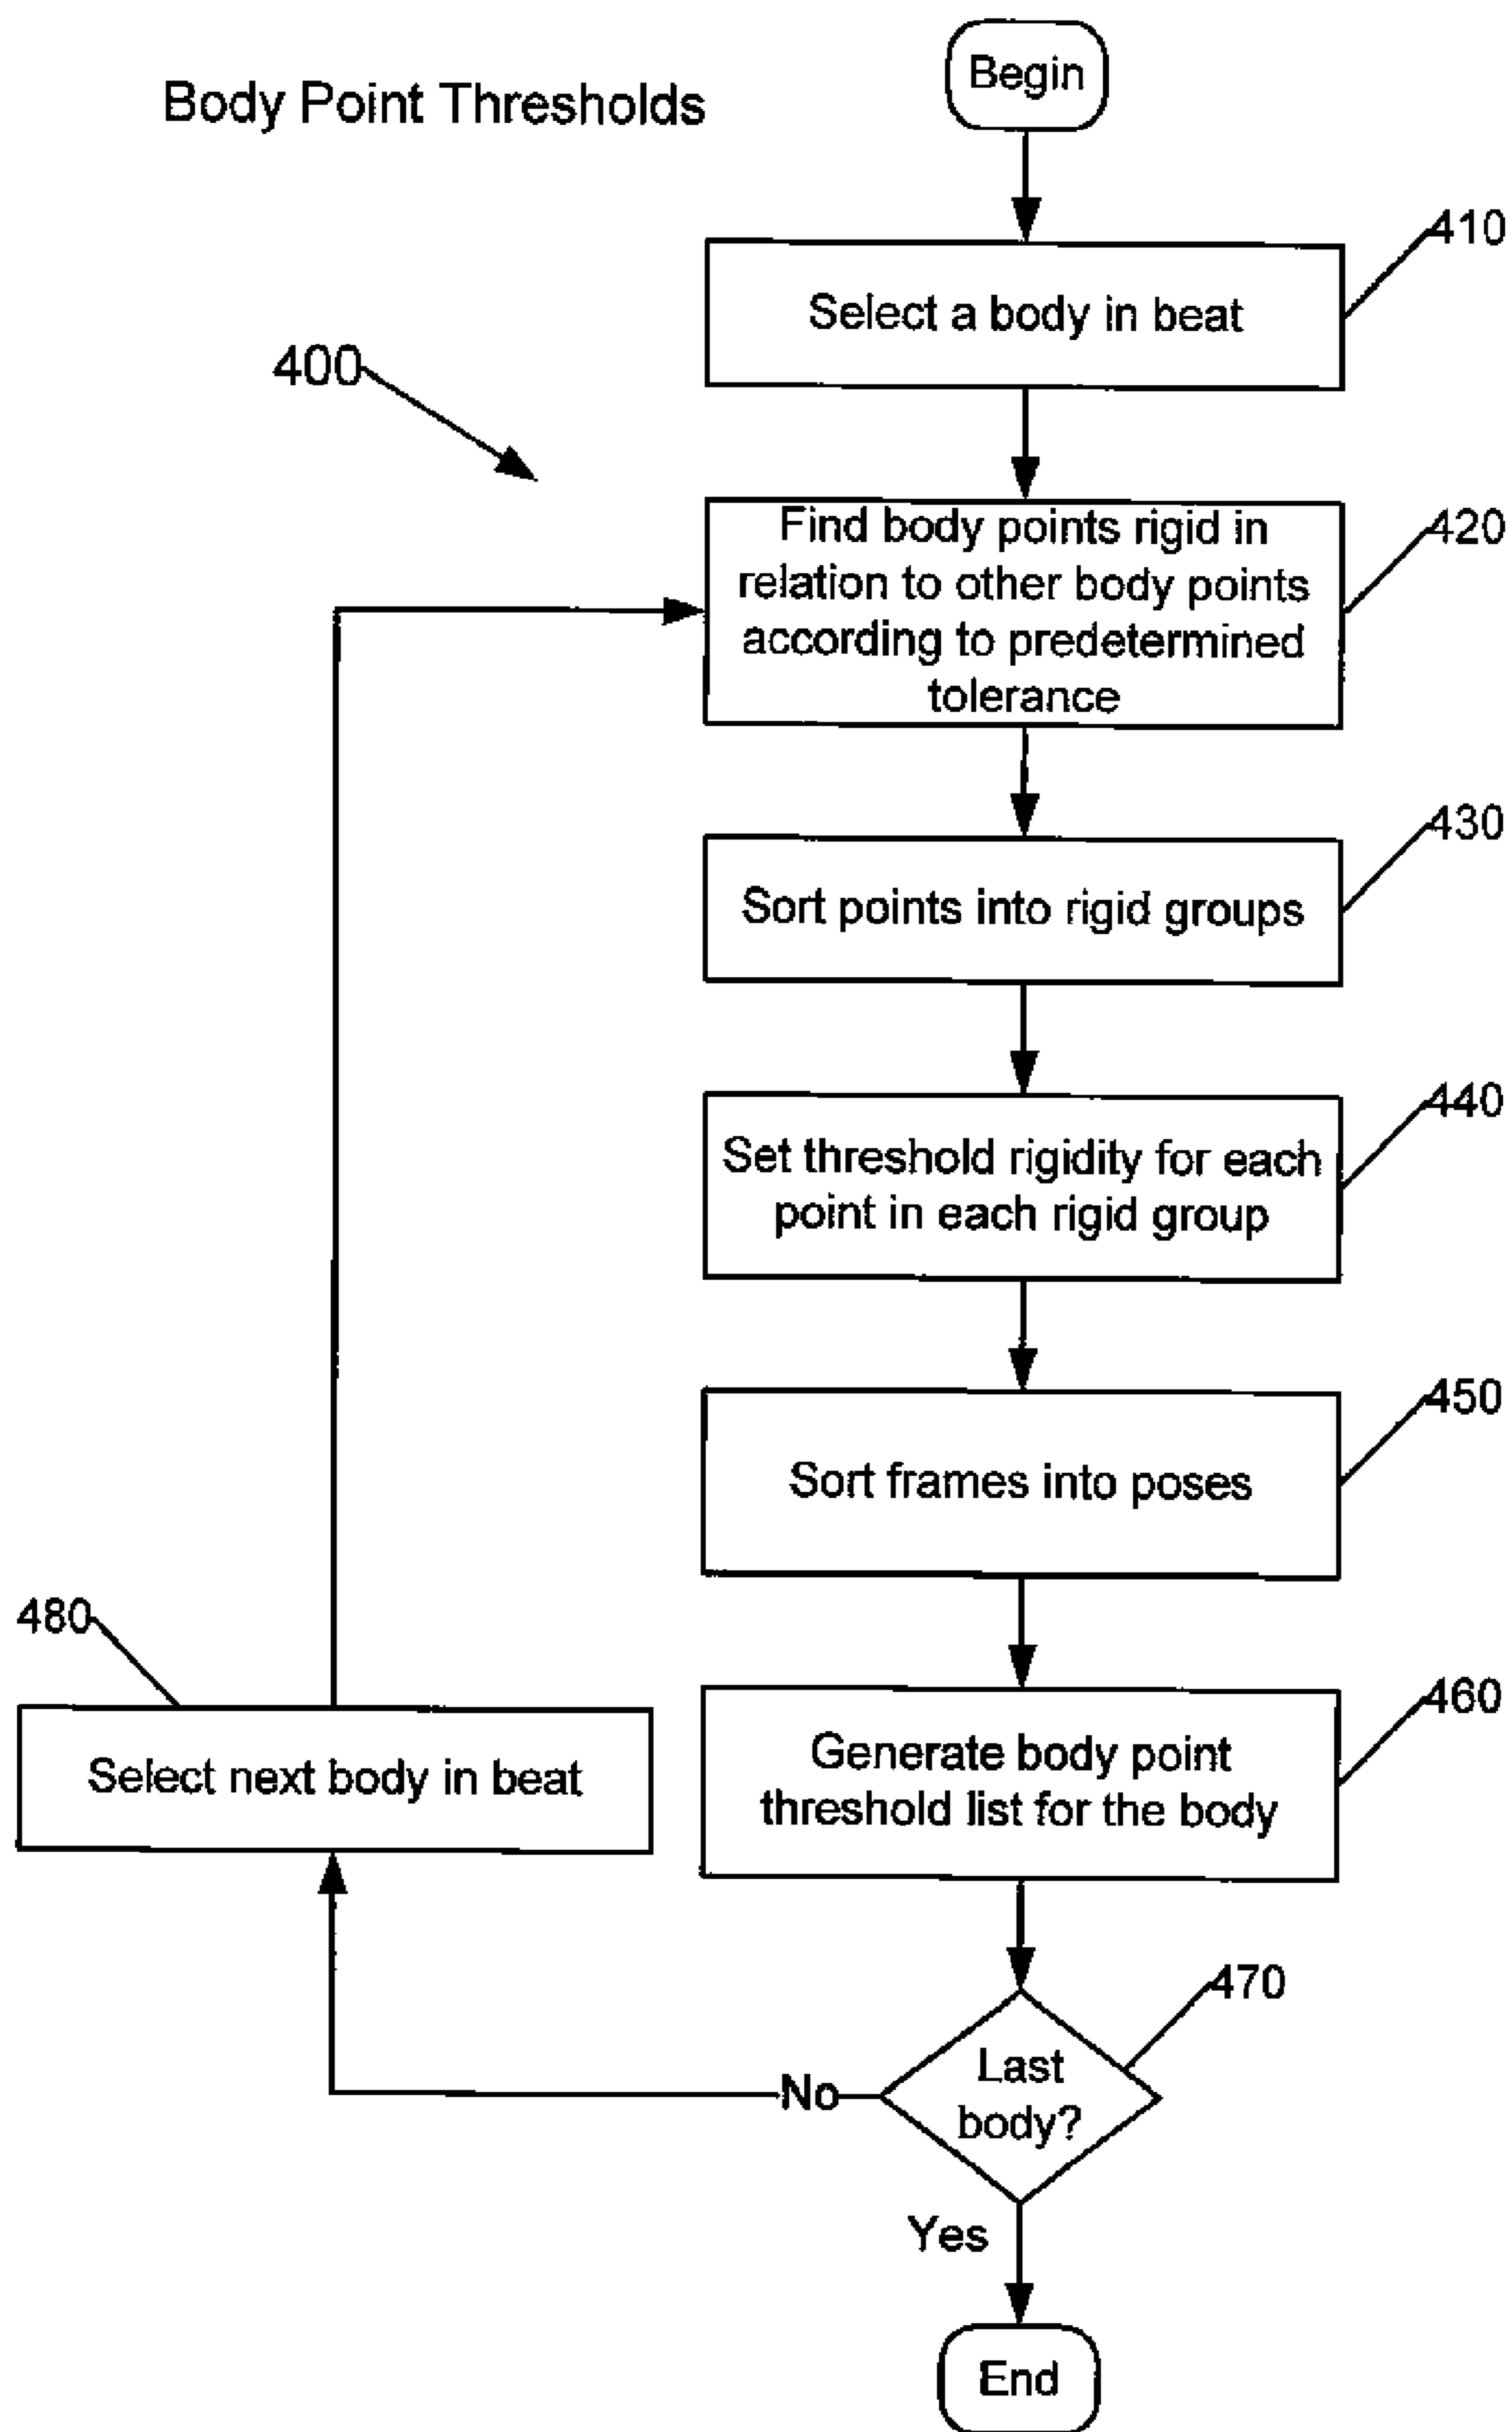 Body Point Thresholds
Begin
410
Select a body in beat
400
420
Find body points rigid in
relation to other body points
according to predetermined
tolerance
430
Sort points into rigid groups
440
Set threshold rigidity for each
point in each rigid group
450
Sort frames into poses
460
Generate body point
threshold list for the body
480
Select next body in beat
470
Last
body?
No
Yes
End